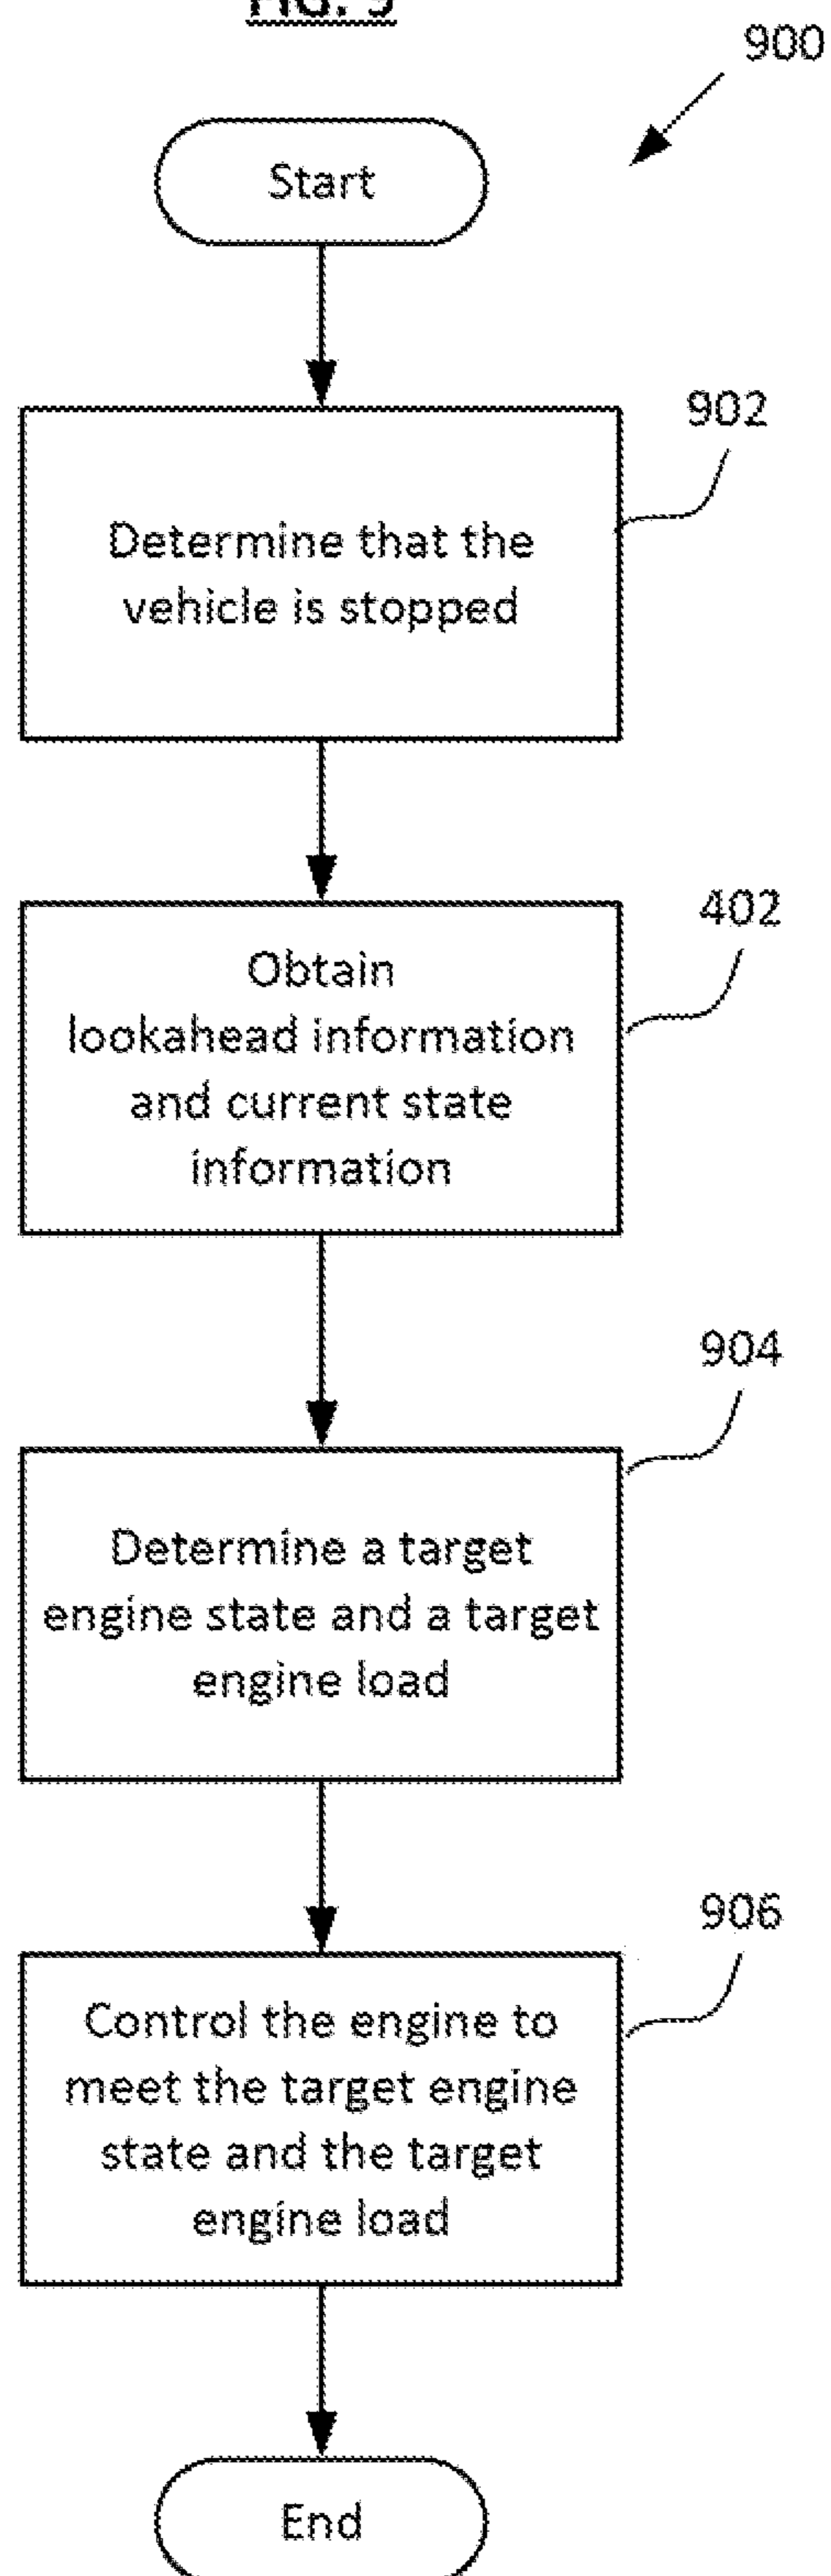 FIG. 9
900
Start
902
Determine that the
vehicle is stopped
402
Obtain
lookahead information
and current state
information
904
Determine a target
engine state and a target
engine load
906
Control the engine to
meet the target engine
state and the target
engine load
End